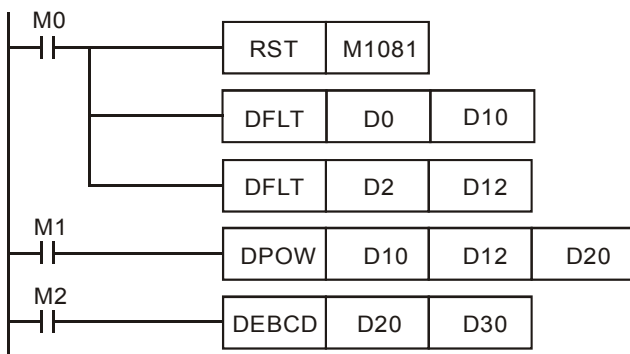 M0
RST M1081
DFLT D0 D10
DFLT D2 D12
M1
DPOW D10 D12 D20
M2
DEBCD D20 D30